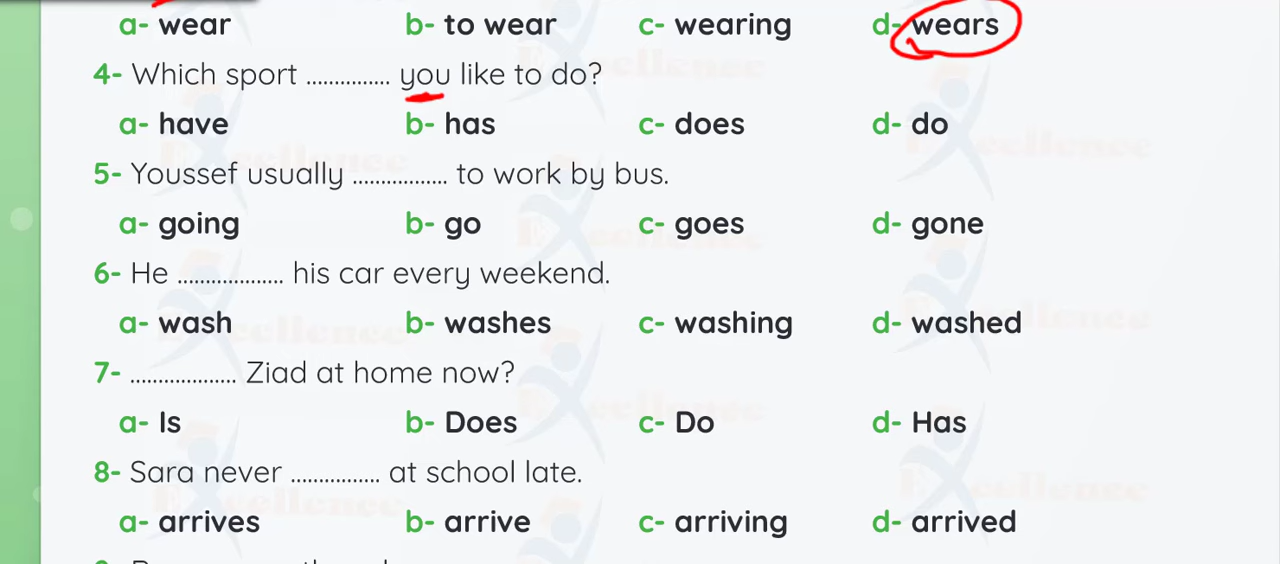 a- wear b- to wear c- wearing d- wears
4- Which sport ............... you like to do?
a- have b- has c- does d- do
5- Youssef usually ................. to work by bus.
a- going b- go c- goes d- gone
6- He ................... his car every weekend.
a- wash b- washes c- washing d- washed
7- ................... Ziad at home now?
a- Is b- Does c- Do d- Has
8- Sara never ................ at school late.
a- arrives b- arrive c- arriving d- arrived